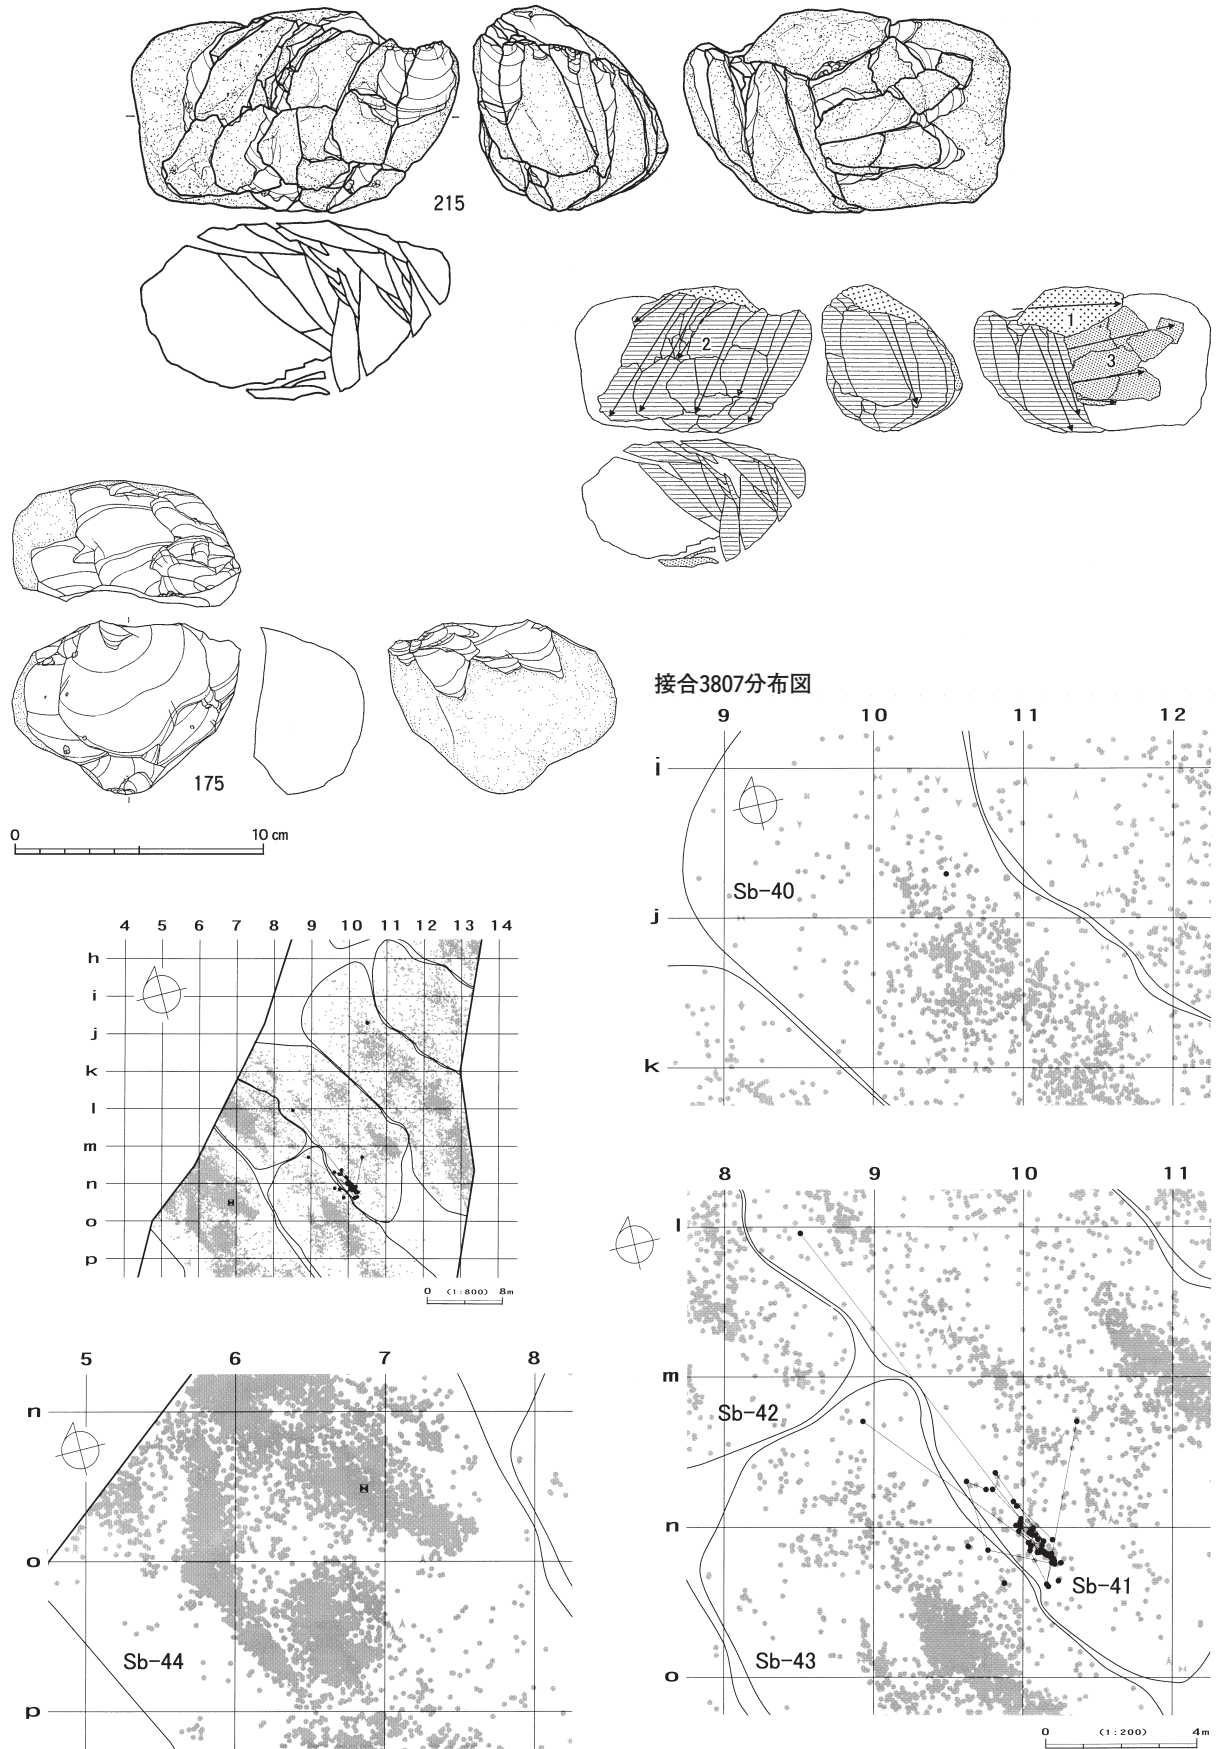 215
1
2
3
175
0 10 cm
接合3807分布図
9 10 11 12
i
Sb-40
j
k
4 5 6 7 8 9 10 11 12 13 14
h
i
j
k
l
m
n
o
p
0 (1:800) 8m
8 9 10 11
l
m
Sb-42
n
Sb-41
Sb-43
o
0 (1:200) 4m
5 6 7 8
n
o
Sb-44
p